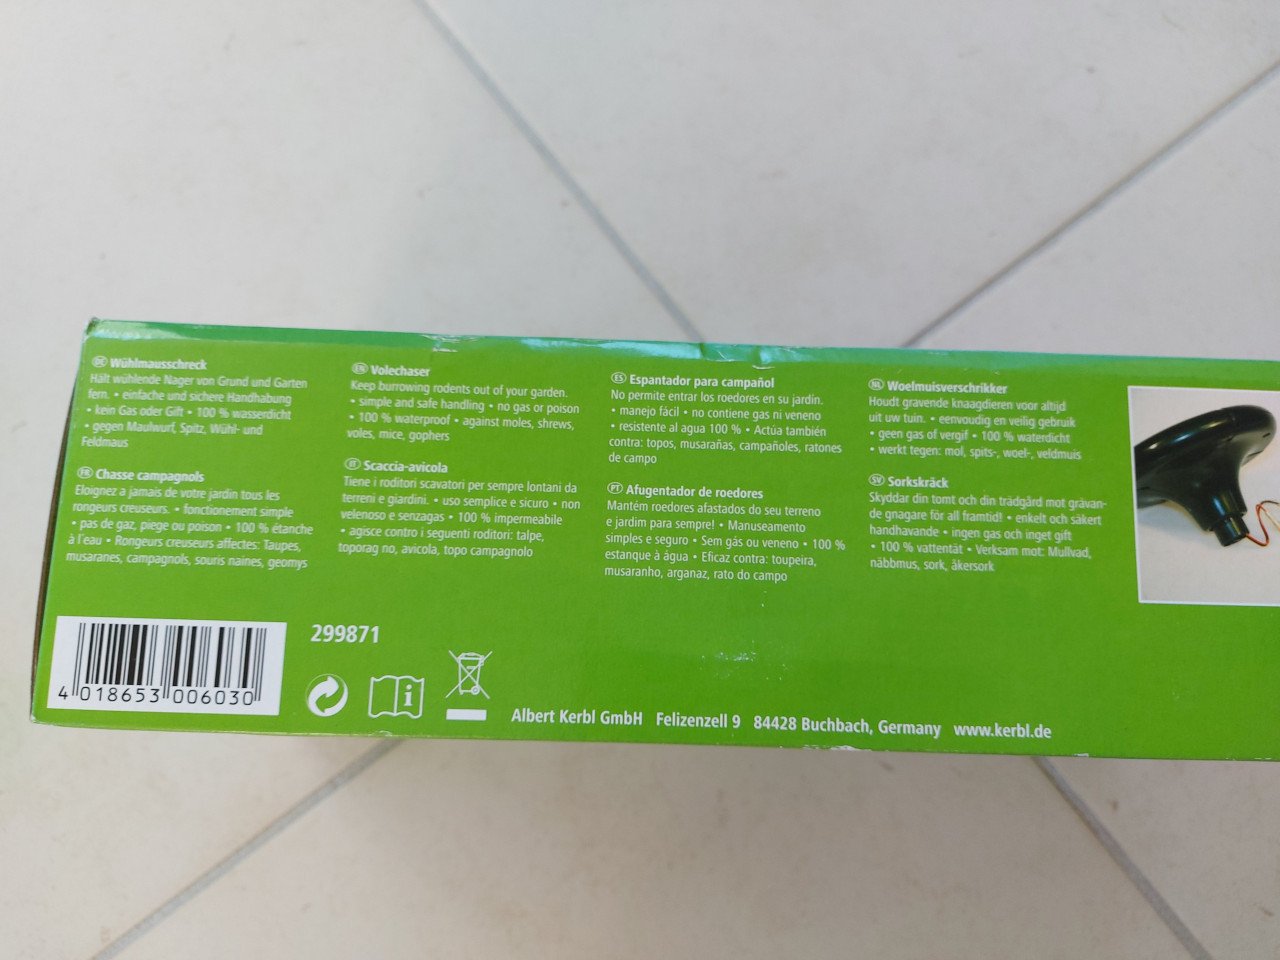 DE Wühlmausschreck
Hält wühlende Nager von Grund und Garten
fern. • einfache und sichere Handhabung
• kein Gas oder Gift • 100 % wasserdicht
• gegen Maulwurf, Spitz, Wühl- und
Feldmaus
FR Chasse campagnols
Eloignez a jamais de votre jardin tous les
rongeurs creuseurs. • fonctionement simple
• pas de gaz, piege ou poison • 100 % étanche
à l'eau • Rongeurs creuseurs affectes: Taupes,
musaranes, campagnols, souris naines, geomys
EN Volechaser
Keep burrowing rodents out of your garden.
• simple and safe handling • no gas or poison
• 100 % waterproof • against moles, shrews,
voles, mice, gophers
IT Scaccia-avicola
Tiene i roditori scavatori per sempre lontani da
terreni e giardini. • uso semplice e sicuro • non
velenoso e senzagas • 100 % impermeabile
• agisce contro i seguenti roditori: talpe,
toporag no, avicola, topo campagnolo
ES Espantador para campañol
No permite entrar los roedores en su jardin.
• manejo fácil • no contiene gas ni veneno
• resistente al agua 100 % • Actúa también
contra: topos, musarañas, campañoles, ratones
de campo
PT Afugentador de roedores
Mantém roedores afastados do seu terreno
e jardim para sempre! • Manuseamento
simples e seguro • Sem gás ou veneno • 100 %
estanque à água • Eficaz contra: toupeira,
musaranho, arganaz, rato do campo
NL Woelmuisverschrikker
Houdt gravende knaagdieren voor altijd
uit uw tuin. • eenvoudig en veilig gebruik
• geen gas of vergif • 100 % waterdicht
• werkt tegen: mol, spits-, woel-, veldmuis
SV Sorkskräck
Skyddar din tomt och din trädgård mot grävan-
de gnagare för all framtid! • enkelt och säkert
handhavande • ingen gas och inget gift
• 100 % vattentät • Verksam mot: Mullvad,
näbbmus, sork, åkersork
299871
4 018653 006030
Albert Kerbl GmbH Felizenzell 9 84428 Buchbach, Germany www.kerbl.de